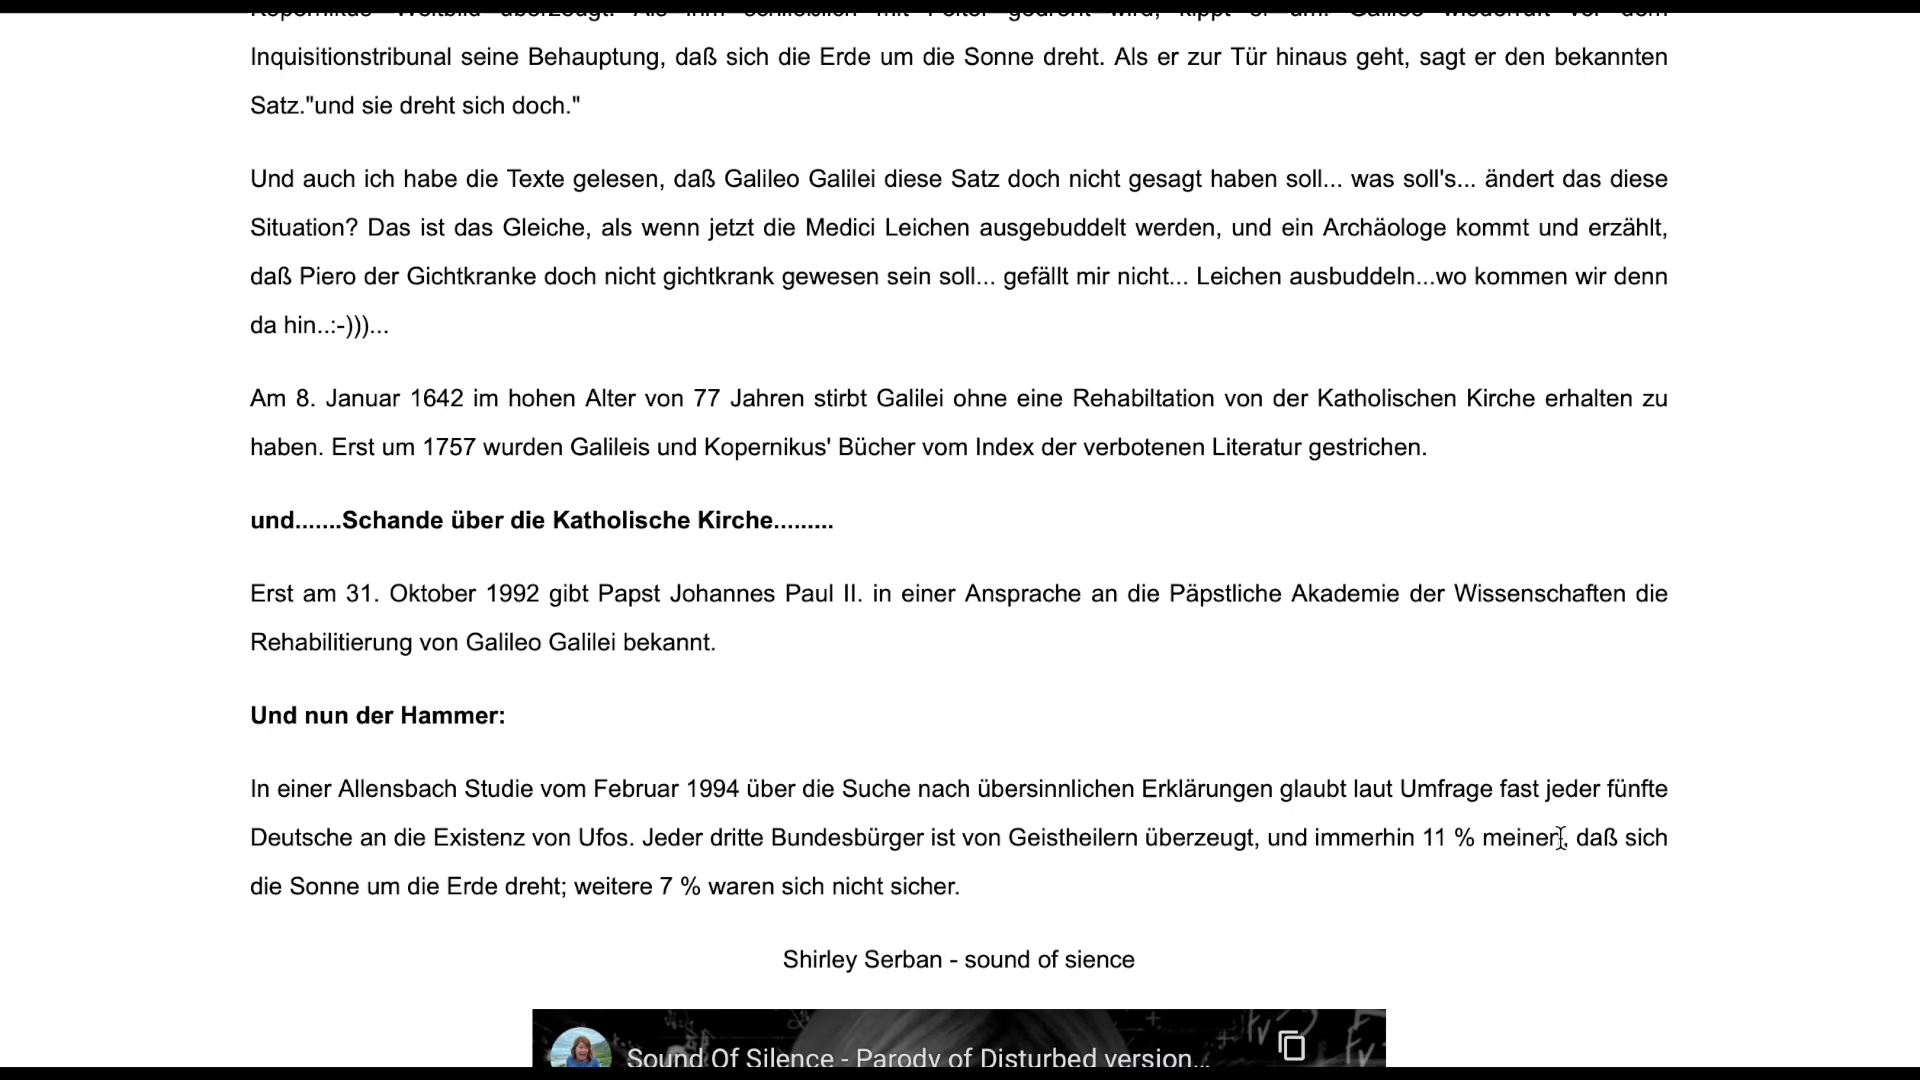 Inquisitionstribunal seine Behauptung, daß sich die Erde um die Sonne dreht. Als er zur Tür hinaus geht, sagt er den bekannten
Satz."und sie dreht sich doch."
Und auch ich habe die Texte gelesen, daß Galileo Galilei diese Satz doch nicht gesagt haben soll... was soll's... ändert das diese
Situation? Das ist das Gleiche, als wenn jetzt die Medici Leichen ausgebuddelt werden, und ein Archäologe kommt und erzählt,
daß Piero der Gichtkranke doch nicht gichtkrank gewesen sein soll... gefällt mir nicht... Leichen ausbuddeln...wo kommen wir denn
da hin..:-)))...
Am 8. Januar 1642 im hohen Alter von 77 Jahren stirbt Galilei ohne eine Rehabiltation von der Katholischen Kirche erhalten zu
haben. Erst um 1757 wurden Galileis und Kopernikus' Bücher vom Index der verbotenen Literatur gestrichen.
und.......Schande über die Katholische Kirche.........
Erst am 31. Oktober 1992 gibt Papst Johannes Paul II. in einer Ansprache an die Päpstliche Akademie der Wissenschaften die
Rehabilitierung von Galileo Galilei bekannt.
Und nun der Hammer:
In einer Allensbach Studie vom Februar 1994 über die Suche nach übersinnlichen Erklärungen glaubt laut Umfrage fast jeder fünfte
Deutsche an die Existenz von Ufos. Jeder dritte Bundesbürger ist von Geistheilern überzeugt, und immerhin 11 % meinen, daß sich
die Sonne um die Erde dreht; weitere 7 % waren sich nicht sicher.
Shirley Serban - sound of sience
Sound Of Silence - Parody of Disturbed version...